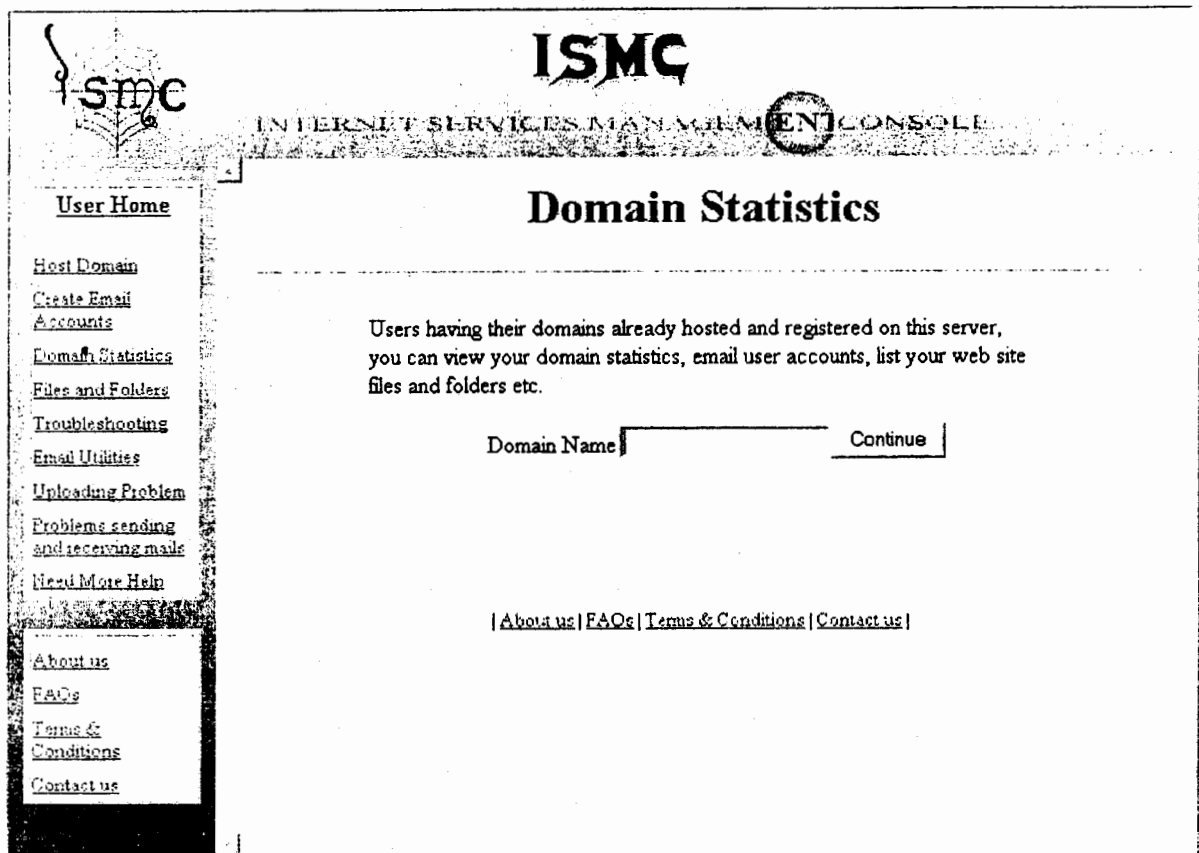 ISMC
ISMC
INTERNET SERVICES MANAGEMENT CONSOLE
User Home
Host Domain
Create Email
Accounts
Domain Statistics
Files and Folders
Troubleshooting
Email Utilities
Uploading Problem
Problems sending
and receiving mails
Need More Help
About us
FAQs
Terms &
Conditions
Contact us
Domain Statistics
Users having their domains already hosted and registered on this server,
you can view your domain statistics, email user accounts, list your web site
files and folders etc.
Domain Name Continue
| About us | FAQs | Terms & Conditions | Contact us |